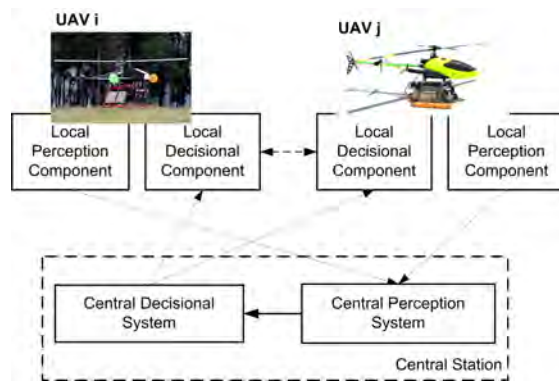 UAV i
UAV j
Local
Perception
Component
Local
Decisional
Component
Local
Decisional
Component
Local
Perception
Component
Central Decisional
System
Central Perception
System
Central Station